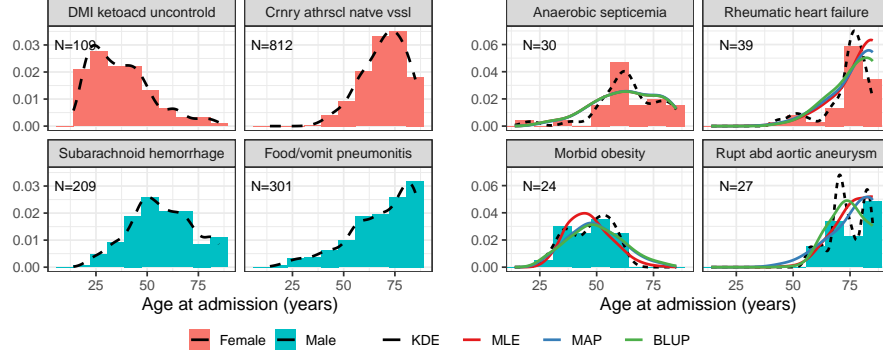 DMI ketoacd uncontrold
Crnry athrscl natve vssl
Anaerobic septicemia
Rheumatic heart failure
N=109
N=812
N=30
N=39
0.03
0.02
0.01
0.00
0.06
0.04
0.02
0.00
Subarachnoid hemorrhage
Food/vomit pneumonitis
Morbid obesity
Rupt abd aortic aneurysm
N=209
N=301
N=24
N=27
0.03
0.02
0.01
0.00
0.06
0.04
0.02
0.00
25 50 75 25 50 75
25 50 75 25 50 75
Age at admission (years)
Age at admission (years)
Female Male KDE MLE MAP BLUP